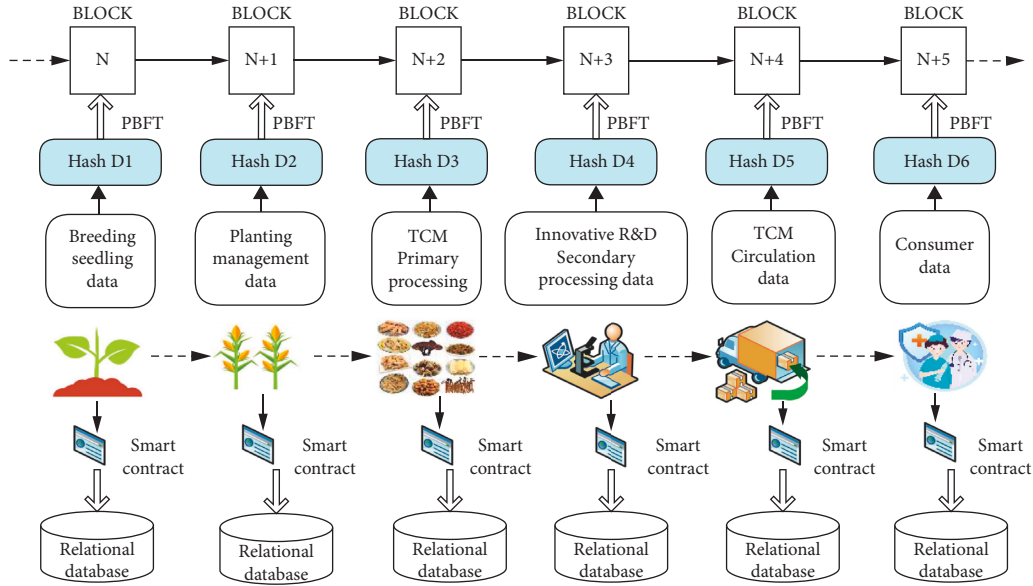 BLOCK BLOCK BLOCK BLOCK BLOCK BLOCK
N N+1 N+2 N+3 N+4 N+5
PBFT PBFT PBFT PBFT PBFT PBFT
Hash D1 Hash D2 Hash D3 Hash D4 Hash D5 Hash D6
Breeding
seedling
data
Planting
management
data
TCM
Primary
processing
Innovative R&D
Secondary
processing data
TCM
Circulation
data
Consumer
data
Smart
contract
Smart
contract
Smart
contract
Smart
contract
Smart
contract
Smart
contract
Relational
database
Relational
database
Relational
database
Relational
database
Relational
database
Relational
database